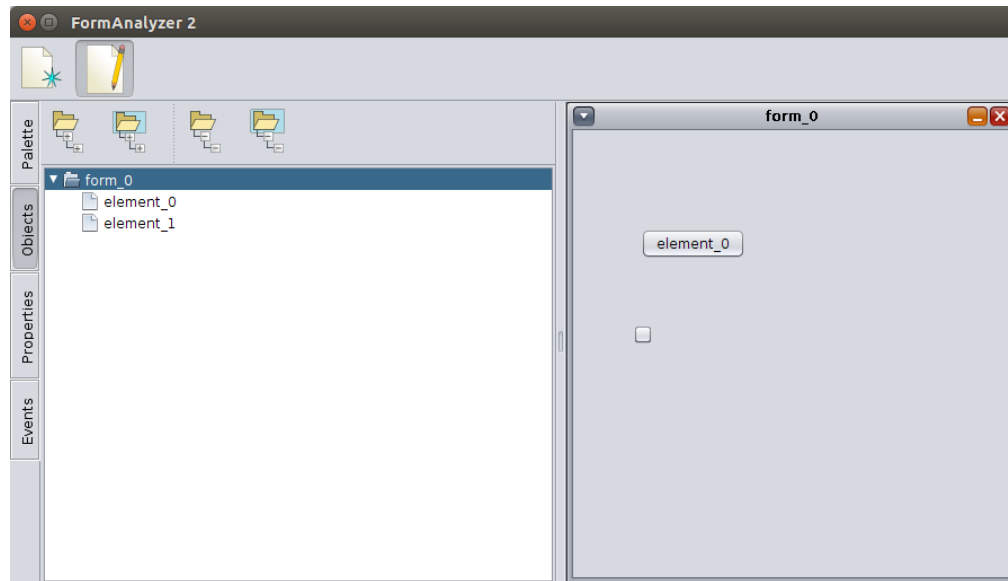 FormAnalyzer 2
Palette
Objects
Properties
Events
form_0
element_0
element_1
form_0
element_0